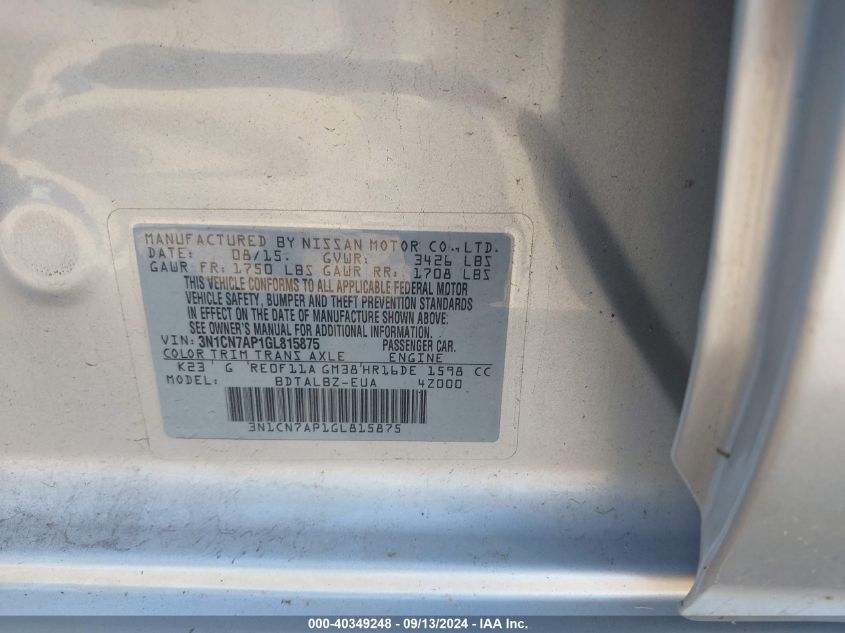 MANUFACTURED BY NISSAN MOTOR CO.,LTD.
DATE: 08/15. GVWR: 3426 LBS
GAWR FR: 1750 LBS GAWR RR: 1708 LBS
THIS VEHICLE CONFORMS TO ALL APPLICABLE FEDERAL MOTOR
VEHICLE SAFETY, BUMPER AND THEFT PREVENTION STANDARDS
IN EFFECT ON THE DATE OF MANUFACTURE SHOWN ABOVE.
SEE OWNER'S MANUAL FOR ADDITIONAL INFORMATION.
VIN: 3N1CN7AP1GL815875 PASSENGER CAR.
COLOR TRIM TRANS AXLE ENGINE
K23 G RE0F11A GM38 HR16DE 1598 CC
MODEL: BDTALBZ-EUA 4Z000
3N1CN7AP1GL815875
000-40349248 - 09/13/2024 - IAA Inc.